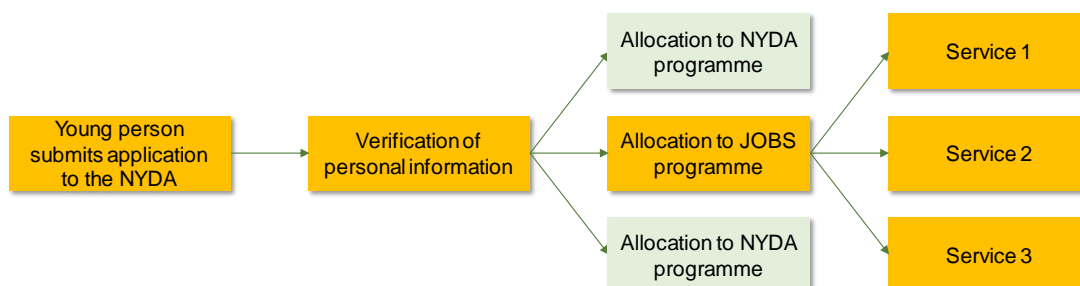 Young person
submits application
to the NYDA
Verification of
personal information
Allocation to NYDA
programme
Allocation to JOBS
programme
Allocation to NYDA
programme
Service 1
Service 2
Service 3